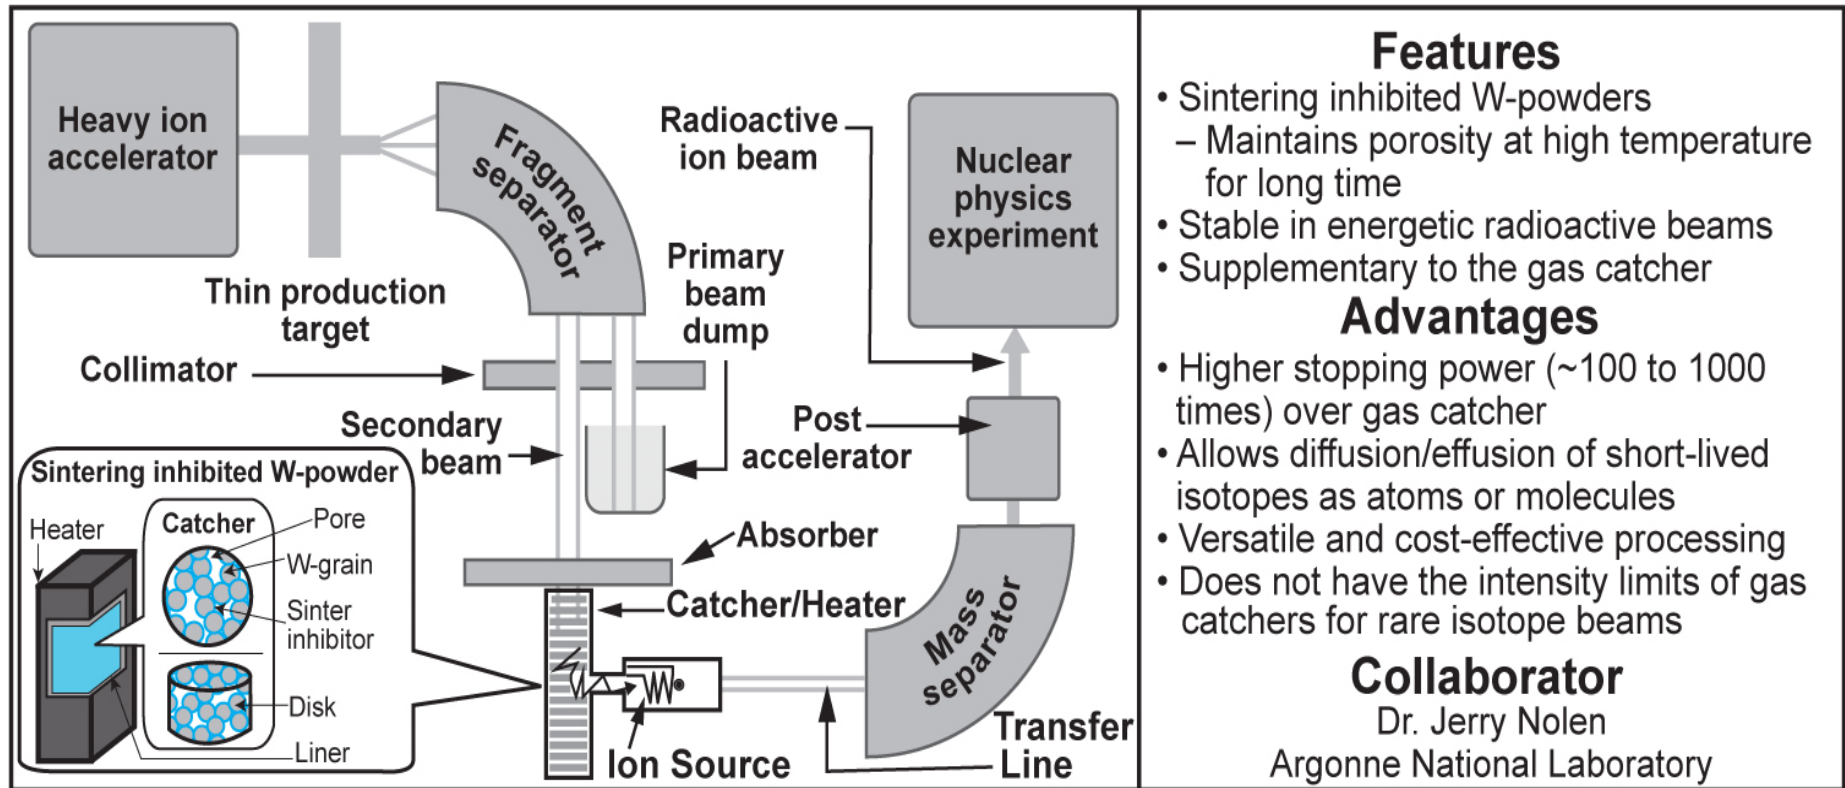 Heavy ion
accelerator
Fragment
separator
Thin production
target
Collimator
Primary
beam
dump
Secondary
beam
Radioactive
ion beam
Nuclear
physics
experiment
Post
accelerator
Absorber
Catcher/Heater
Mass
separator
Ion Source
Transfer
Line
Sintering inhibited W-powder
Heater
Catcher
Pore
W-grain
Sinter
inhibitor
Disk
Liner
Features
• Sintering inhibited W-powders
– Maintains porosity at high temperature
for long time
• Stable in energetic radioactive beams
• Supplementary to the gas catcher
Advantages
• Higher stopping power (~100 to 1000
times) over gas catcher
• Allows diffusion/effusion of short-lived
isotopes as atoms or molecules
• Versatile and cost-effective processing
• Does not have the intensity limits of gas
catchers for rare isotope beams
Collaborator
Dr. Jerry Nolen
Argonne National Laboratory